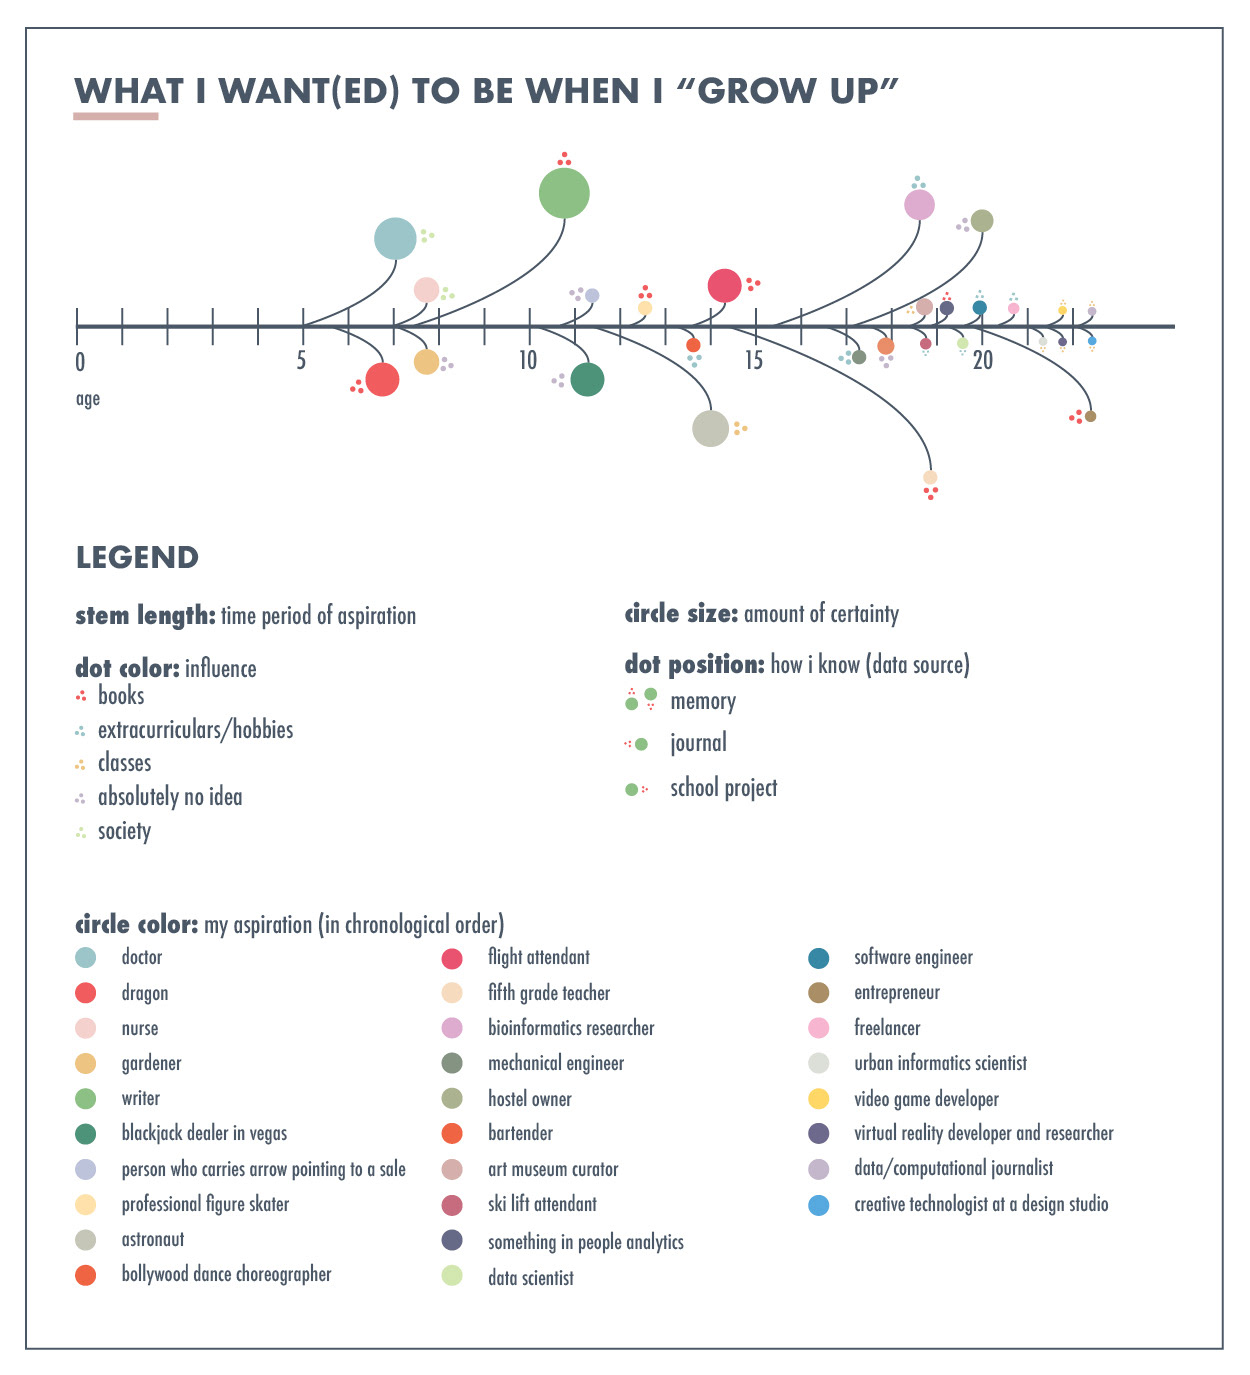 WHAT I WANT(ED) TO BE WHEN I “GROW UP”
0
5
10
15
20
age
LEGEND
stem length: time period of aspiration
dot color: influence
books
extracurriculars/hobbies
classes
absolutely no idea
society
circle size: amount of certainty
dot position: how i know (data source)
memory
journal
school project
circle color: my aspiration (in chronological order)
doctor
dragon
nurse
gardener
writer
blackjack dealer in vegas
person who carries arrow pointing to a sale
professional figure skater
astronaut
bollywood dance choreographer
flight attendant
fifth grade teacher
bioinformatics researcher
mechanical engineer
hostel owner
bartender
art museum curator
ski lift attendant
something in people analytics
data scientist
software engineer
entrepreneur
freelancer
urban informatics scientist
video game developer
virtual reality developer and researcher
data/computational journalist
creative technologist at a design studio